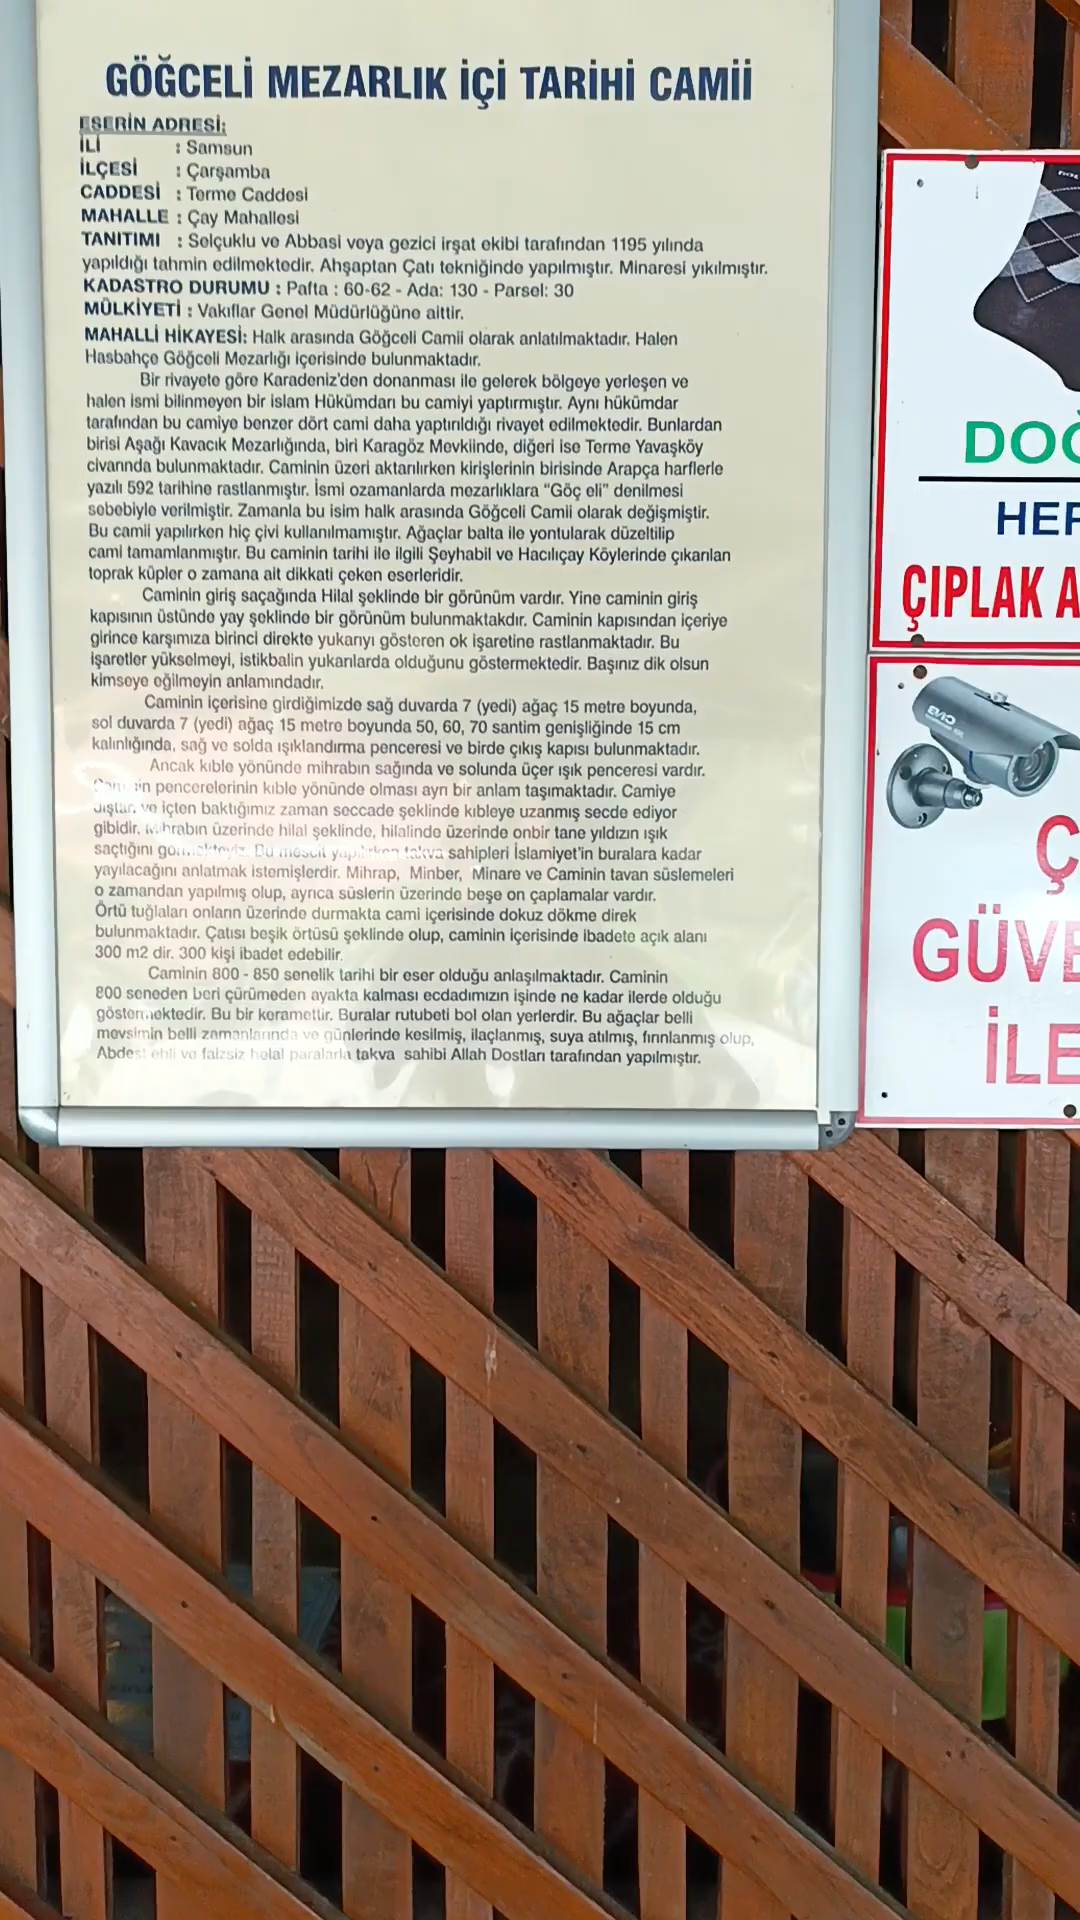 GÖĞCELİ MEZARLIK İÇİ TARİHİ CAMİİ
ESERİN ADRESİ:
İLİ : Samsun
İLÇESİ : Çarşamba
CADDESİ : Terme Caddesi
MAHALLE : Çay Mahallesi
TANITIMI : Selçuklu ve Abbasi veya gezici irşat ekibi tarafından 1195 yılında
yapıldığı tahmin edilmektedir. Ahşaptan Çatı tekniğinde yapılmıştır. Minaresi yıkılmıştır.
KADASTRO DURUMU : Pafta : 60-62 - Ada: 130 - Parsel: 30
MÜLKİYETİ : Vakıflar Genel Müdürlüğüne aittir.
MAHALLİ HİKAYESİ: Halk arasında Göğceli Camii olarak anlatılmaktadır. Halen
Hasbahçe Göğceli Mezarlığı içerisinde bulunmaktadır.
Bir rivayete göre Karadeniz'den donanması ile gelerek bölgeye yerleşen ve
halen ismi bilinmeyen bir islam Hükümdarı bu camiyi yaptırmıştır. Aynı hükümdar
tarafından bu camiye benzer dört cami daha yaptırıldığı rivayet edilmektedir. Bunlardan
birisi Aşağı Kavacık Mezarlığında, biri Karagöz Mevkiinde, diğeri ise Terme Yavaşköy
civarında bulunmaktadır. Caminin üzeri aktarılırken kirişlerinin birisinde Arapça harflerle
yazılı 592 tarihine rastlanmıştır. İsmi ozamanlarda mezarlıklara "Göç eli" denilmesi
sebebiyle verilmiştir. Zamanla bu isim halk arasında Göğceli Camii olarak değişmiştir.
Bu camii yapılırken hiç çivi kullanılmamıştır. Ağaçlar balta ile yontularak düzeltilip
cami tamamlanmıştır. Bu caminin tarihi ile ilgili Şeyhabil ve Hacılıçay Köylerinde çıkarılan
toprak küpler o zamana ait dikkati çeken eserleridir.
Caminin giriş saçağında Hilal şeklinde bir görünüm vardır. Yine caminin giriş
kapısının üstünde yay şeklinde bir görünüm bulunmaktakdır. Caminin kapısından içeriye
girince karşımıza birinci direkte yukarıyı gösteren ok işaretine rastlanmaktadır. Bu
işaretler yükselmeyi, istikbalin yukarılarda olduğunu göstermektedir. Başınız dik olsun
kimseye eğilmeyin anlamındadır.
Caminin içerisine girdiğimizde sağ duvarda 7 (yedi) ağaç 15 metre boyunda,
sol duvarda 7 (yedi) ağaç 15 metre boyunda 50, 60, 70 santim genişliğinde 15 cm
kalınlığında, sağ ve solda ışıklandırma penceresi ve birde çıkış kapısı bulunmaktadır.
Ancak kıble yönünde mihrabın sağında ve solunda üçer ışık penceresi vardır.
pencerelerinin kıble yönünde olması ayrı bir anlam taşımaktadır. Camiye
dıştan ve içten baktığımız zaman seccade şeklinde kıbleye uzanmış secde ediyor
gibidir. Mihrabın üzerinde hilal şeklinde, hilalinde üzerinde onbir tane yıldızın ışık
saçtığını görmekteyiz. Bu mescit yapılırken takva sahipleri İslamiyet'in buralara kadar
yayılacağını anlatmak istemişlerdir. Mihrap, Minber, Minare ve Caminin tavan süslemeleri
o zamandan yapılmış olup, ayrıca süslerin üzerinde beşe on çaplamalar vardır.
Örtü tuğlaları onların üzerinde durmakta cami içerisinde dokuz dökme direk
bulunmaktadır. Çatısı beşik örtüsü şeklinde olup, caminin içerisinde ibadete açık alanı
300 m2 dir. 300 kişi ibadet edebilir.
Caminin 800 - 850 senelik tarihi bir eser olduğu anlaşılmaktadır. Caminin
800 seneden beri çürümeden ayakta kalması ecdadımızın işinde ne kadar ilerde olduğu
göstermektedir. Bu bir keramettir. Buralar rutubeti bol olan yerlerdir. Bu ağaçlar belli
mevsimin belli zamanlarında ve günlerinde kesilmiş, ilaçlanmış, suya atılmış, fırınlanmış olup,
Abdest ehli ve faizsiz helal paralarla takva sahibi Allah Dostları tarafından yapılmıştır.
DOĞ
HER
ÇIPLAK A
Ç
GÜVE
İLE